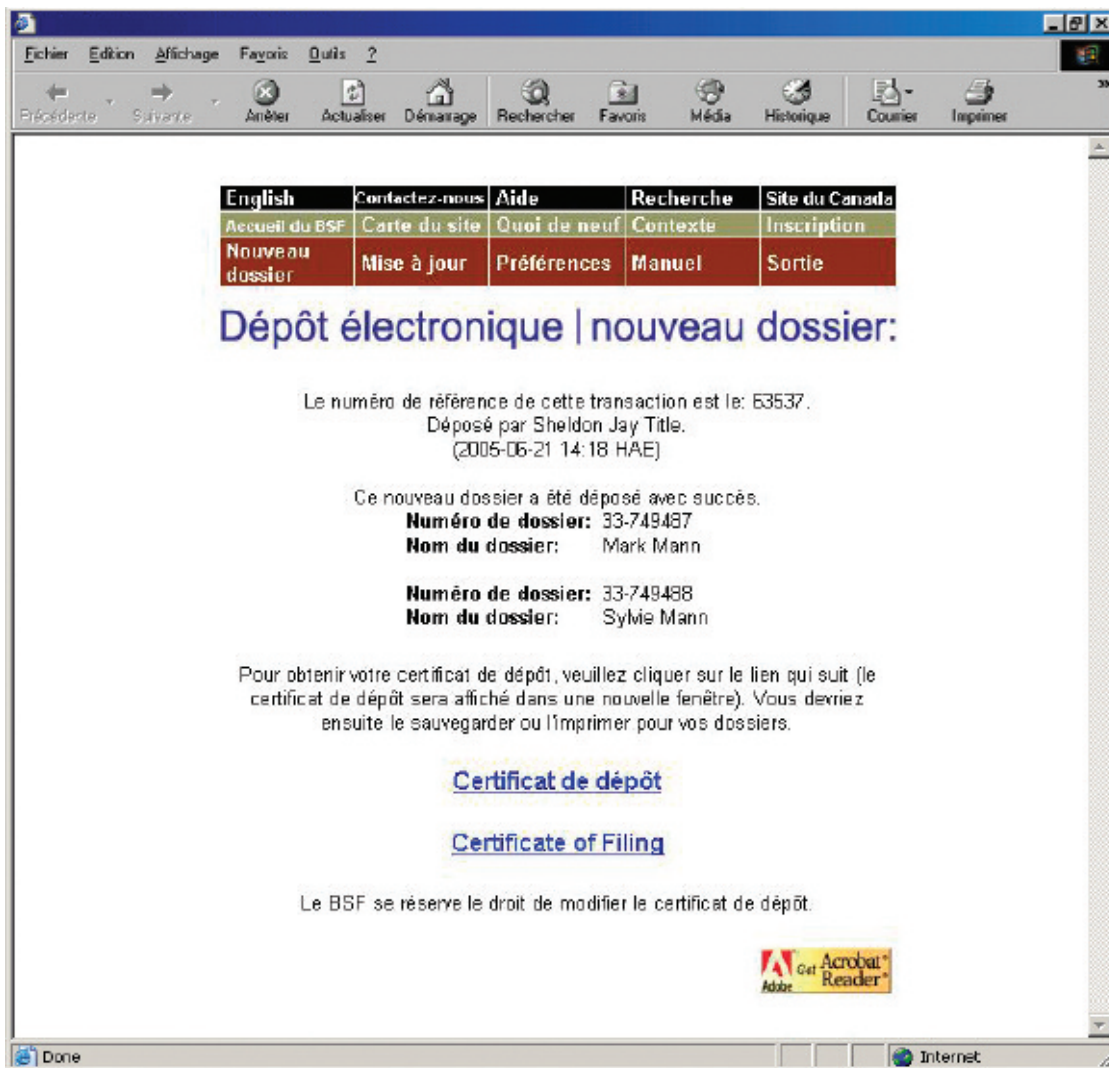 Fichier Edition Affichage Favoris Outils ?
Précédente Suivante Arrêter Actualiser Démarrage Rechercher Favoris Média Historique Courrier Imprimer
English Contactez-nous Aide Recherche Site du Canada
Accueil du BSF Carte du site Quoi de neuf Contexte Inscription
Nouveau dossier Mise à jour Préférences Manuel Sortie
Dépôt électronique | nouveau dossier:
Le numéro de référence de cette transaction est le: 63537.
Déposé par Sheldon Jay Title.
(2005-06-21 14:18 HAE)
Ce nouveau dossier a été déposé avec succès.
Numéro de dossier: 33-749487
Nom du dossier: Mark Mann
Numéro de dossier: 33-749488
Nom du dossier: Sylvie Mann
Pour obtenir votre certificat de dépôt, veuillez cliquer sur le lien qui suit (le
certificat de dépôt sera affiché dans une nouvelle fenêtre). Vous devriez
ensuite le sauvegarder ou l'imprimer pour vos dossiers.
Certificat de dépôt
Certificate of Filing
Le BSF se réserve le droit de modifier le certificat de dépôt.
Adobe Get Acrobat® Reader®
Done Internet